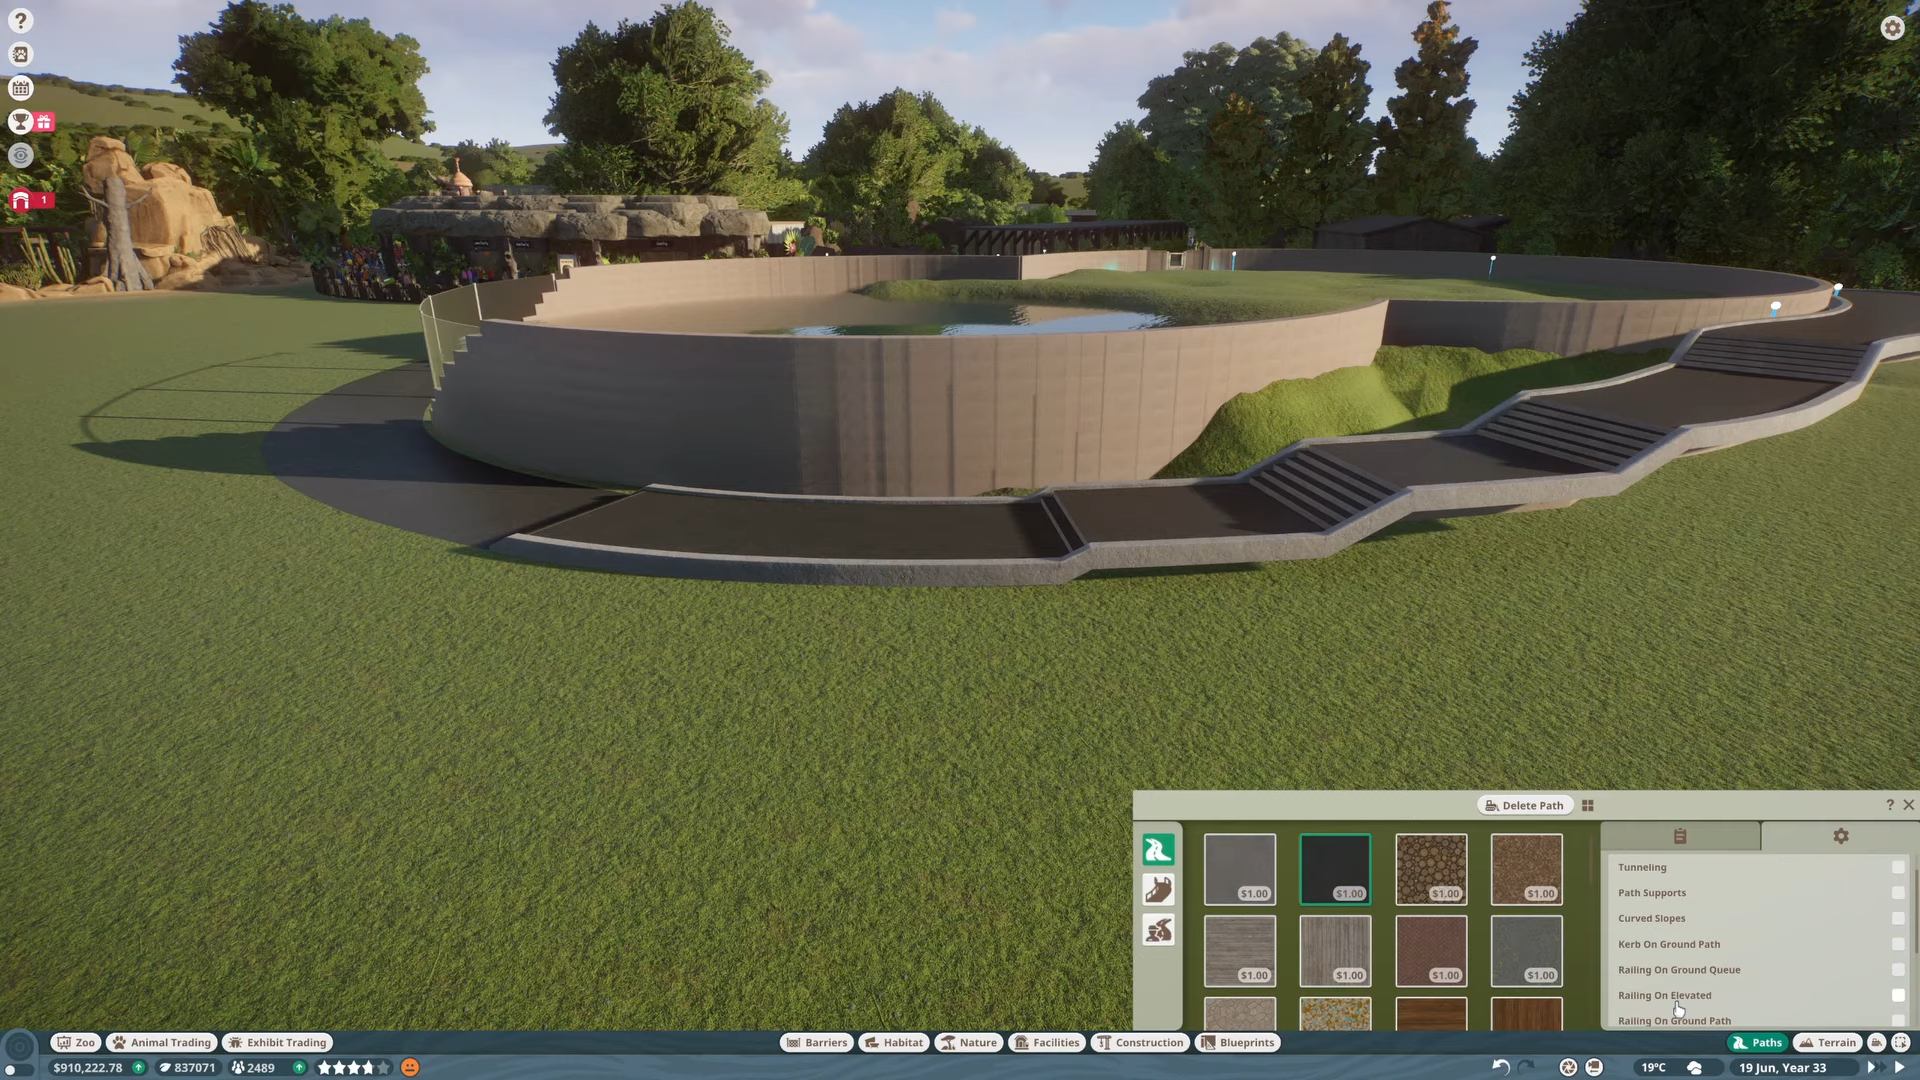 ?
1
Delete Path
?
$1.00 $1.00 $1.00 $1.00
$1.00 $1.00 $1.00 $1.00
Tunneling
Path Supports
Curved Slopes
Kerb On Ground Path
Railing On Ground Queue
Railing On Elevated
Railing On Ground Path
Zoo Animal Trading Exhibit Trading Barriers Habitat Nature Facilities Construction Blueprints Paths Terrain
$910,222.78 837071 2489 19°C 19 Jun, Year 33